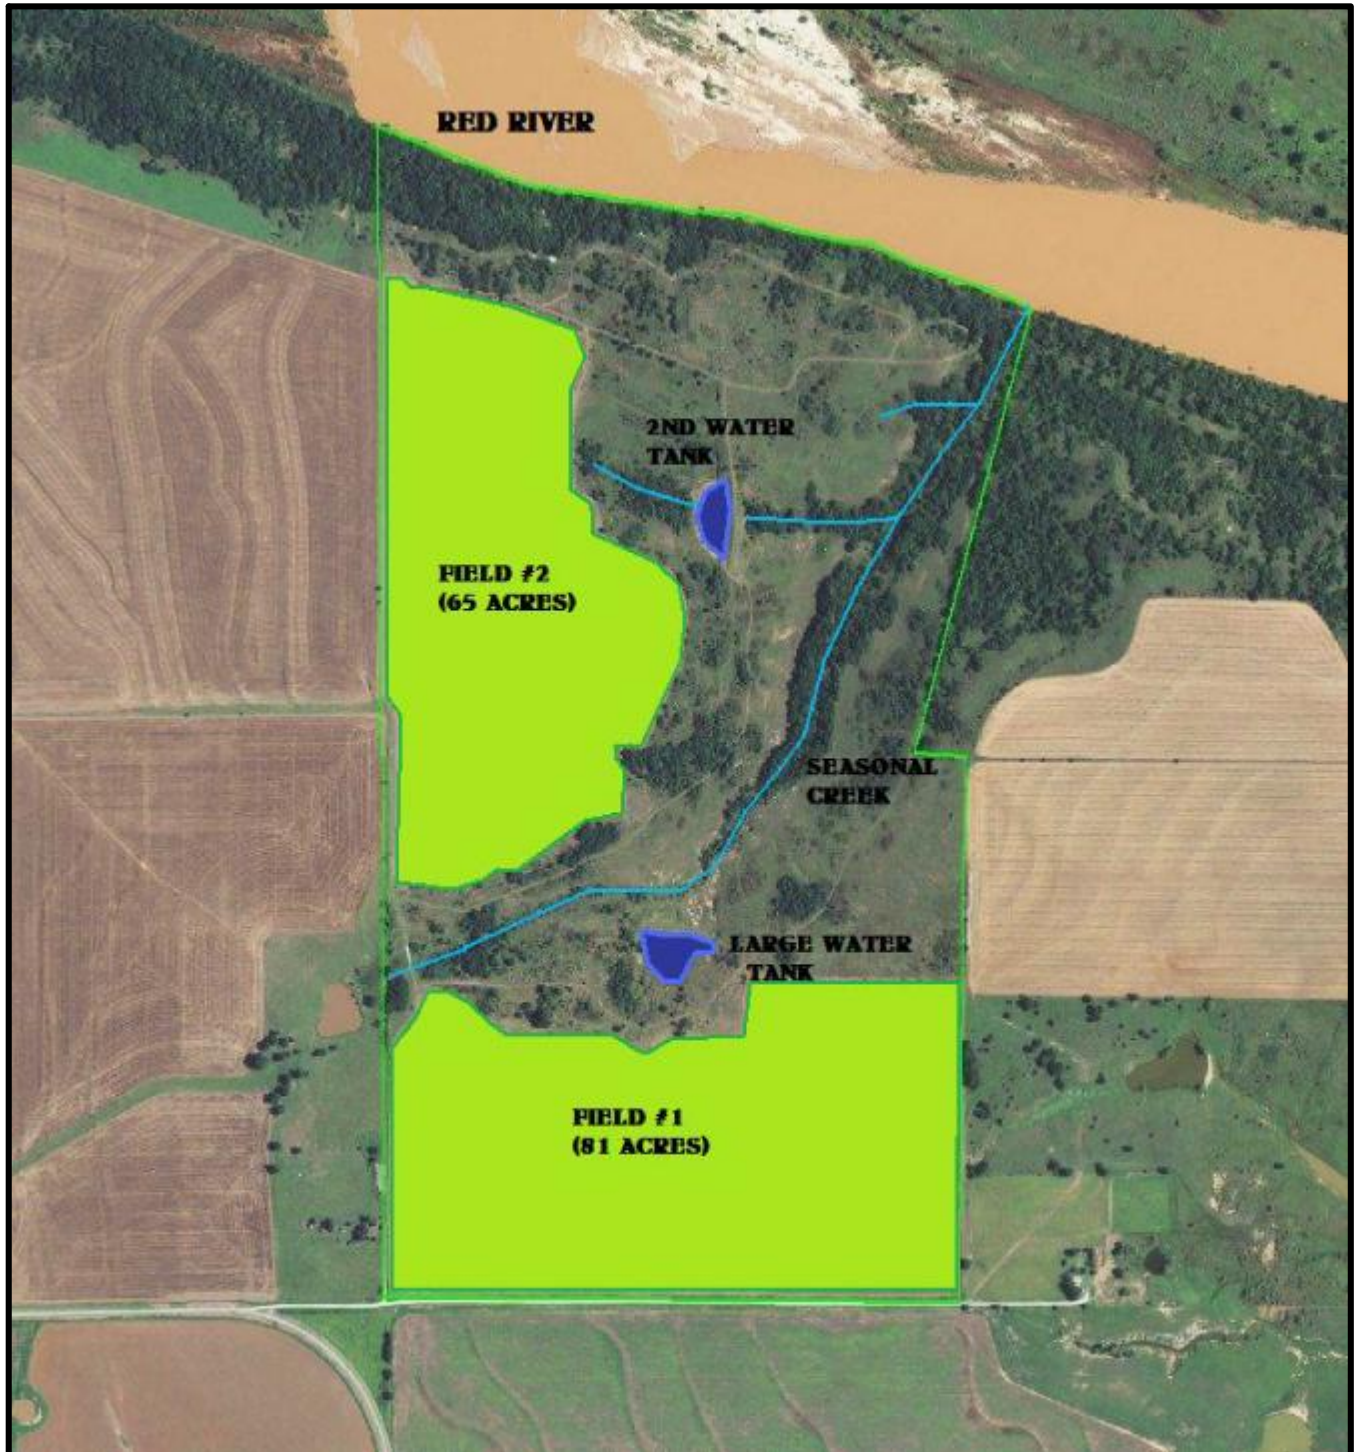 RED RIVER
2ND WATER
TANK
FIELD #2
(65 ACRES)
SEASONAL
CREEK
LARGE WATER
TANK
FIELD #1
(81 ACRES)